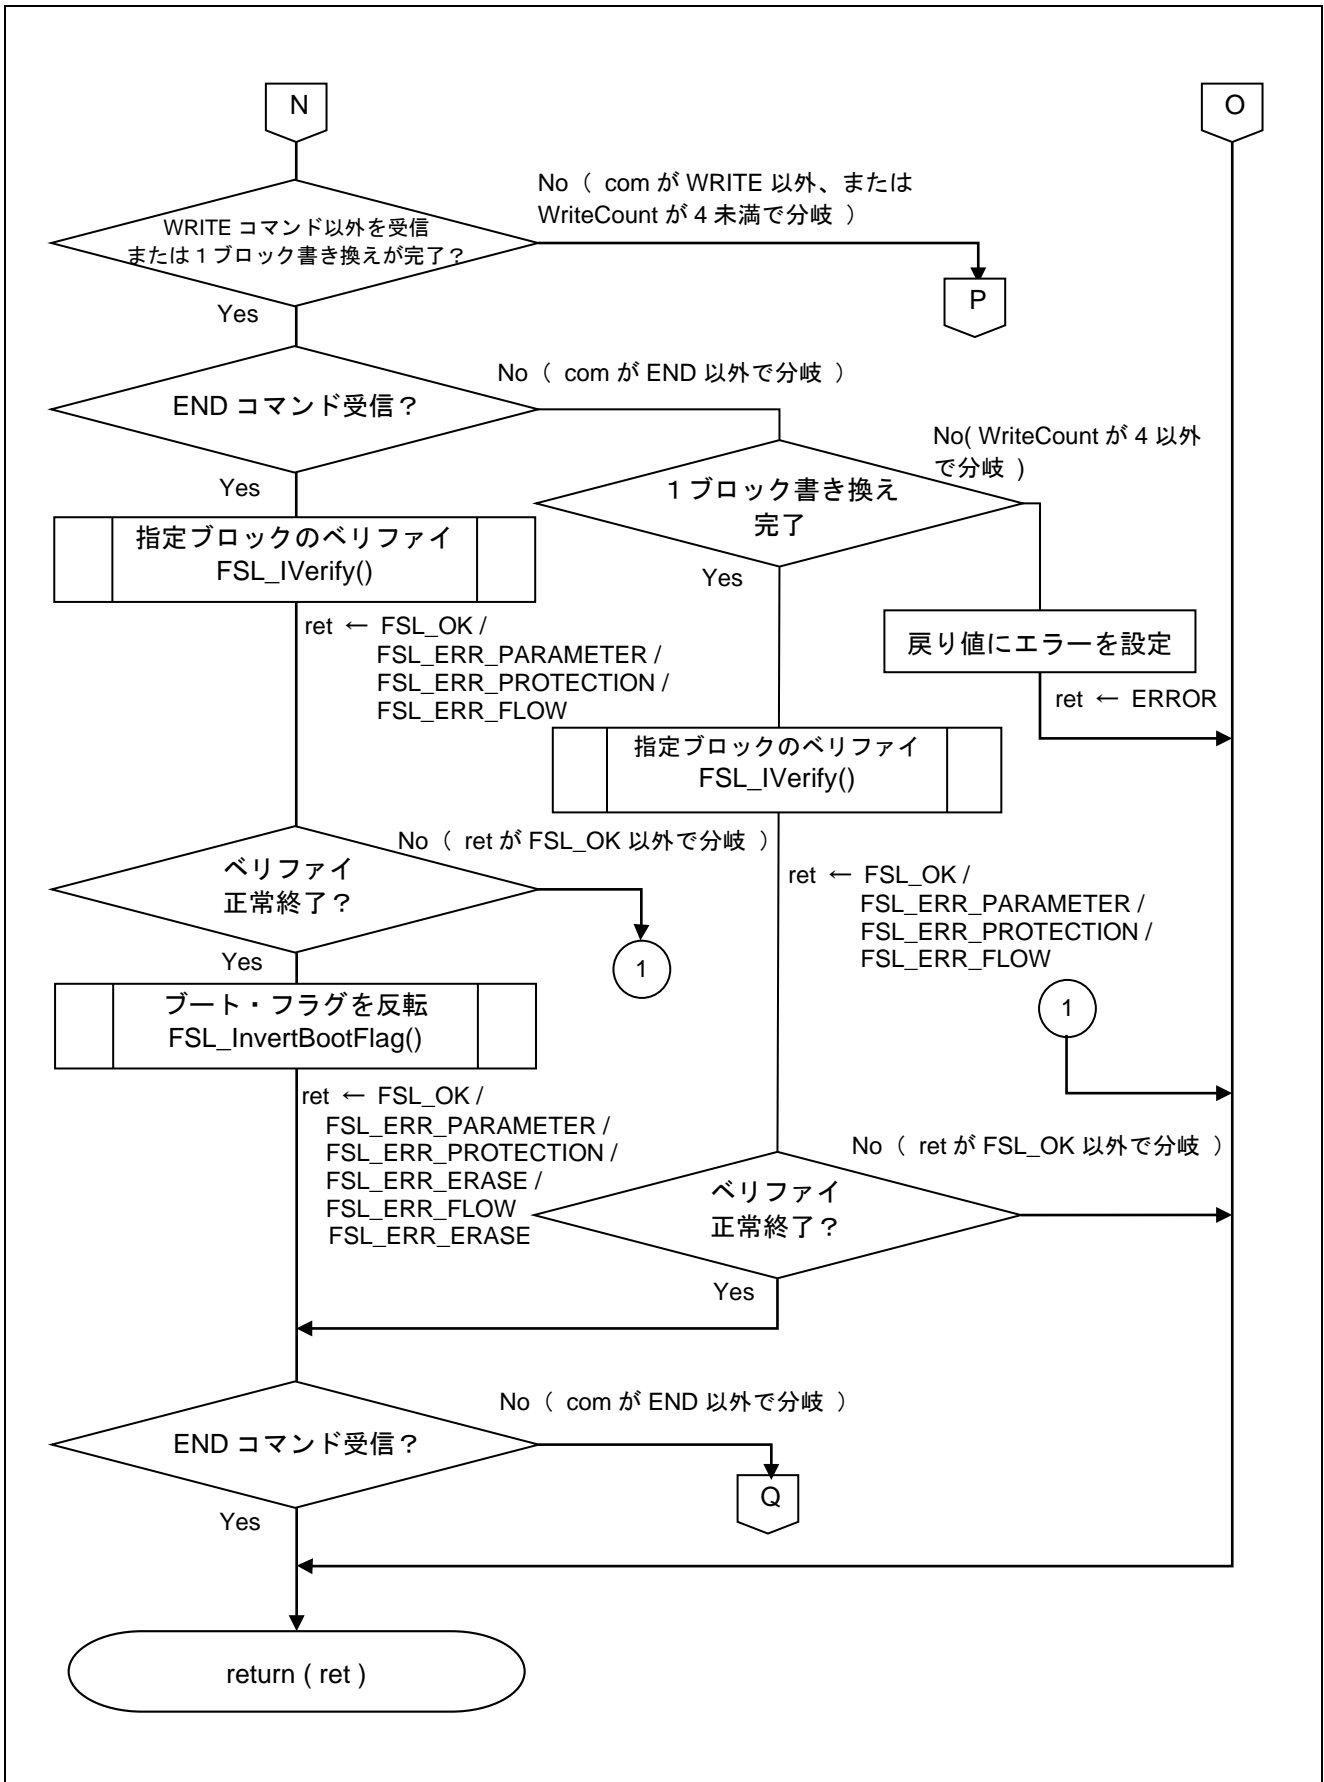 N
O
No（ com が WRITE 以外、または
WriteCount が 4 未満で分岐 ）
WRITE コマンド以外を受信
または１ブロック書き換えが完了？
P
Yes
No（ com が END 以外で分岐 ）
END コマンド受信？
No( WriteCount が 4 以外
で分岐 )
Yes
１ブロック書き換え
完了
指定ブロックのベリファイ
FSL_IVerify()
Yes
ret ← FSL_OK /
FSL_ERR_PARAMETER /
FSL_ERR_PROTECTION /
FSL_ERR_FLOW
戻り値にエラーを設定
ret ← ERROR
指定ブロックのベリファイ
FSL_IVerify()
No（ ret が FSL_OK 以外で分岐 ）
ベリファイ
正常終了？
ret ← FSL_OK /
FSL_ERR_PARAMETER /
FSL_ERR_PROTECTION /
FSL_ERR_FLOW
Yes
1
ブート・フラグを反転
FSL_InvertBootFlag()
1
ret ← FSL_OK /
FSL_ERR_PARAMETER /
FSL_ERR_PROTECTION /
FSL_ERR_ERASE /
FSL_ERR_FLOW
FSL_ERR_ERASE
No（ ret が FSL_OK 以外で分岐 ）
ベリファイ
正常終了？
Yes
No（ com が END 以外で分岐 ）
END コマンド受信？
Q
Yes
return ( ret )